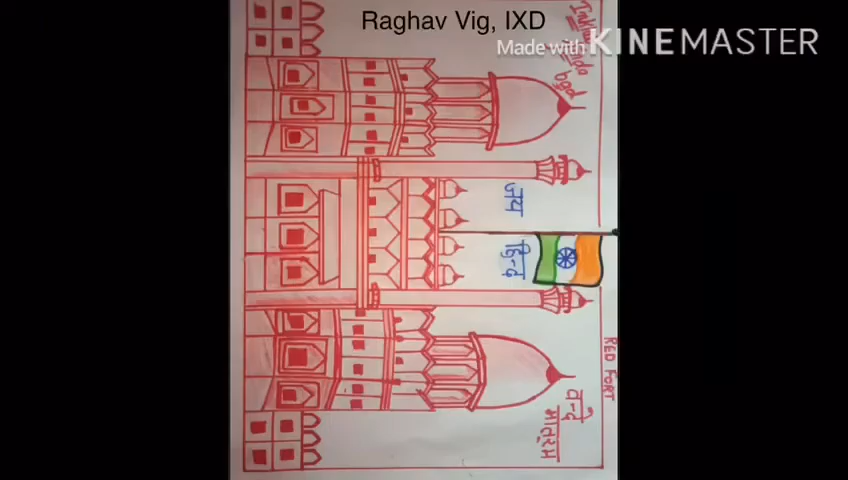 Raghav Vig, IXD
Made with KINEMASTER
RED FORT
जय हिन्द
वन्दे
मातरम